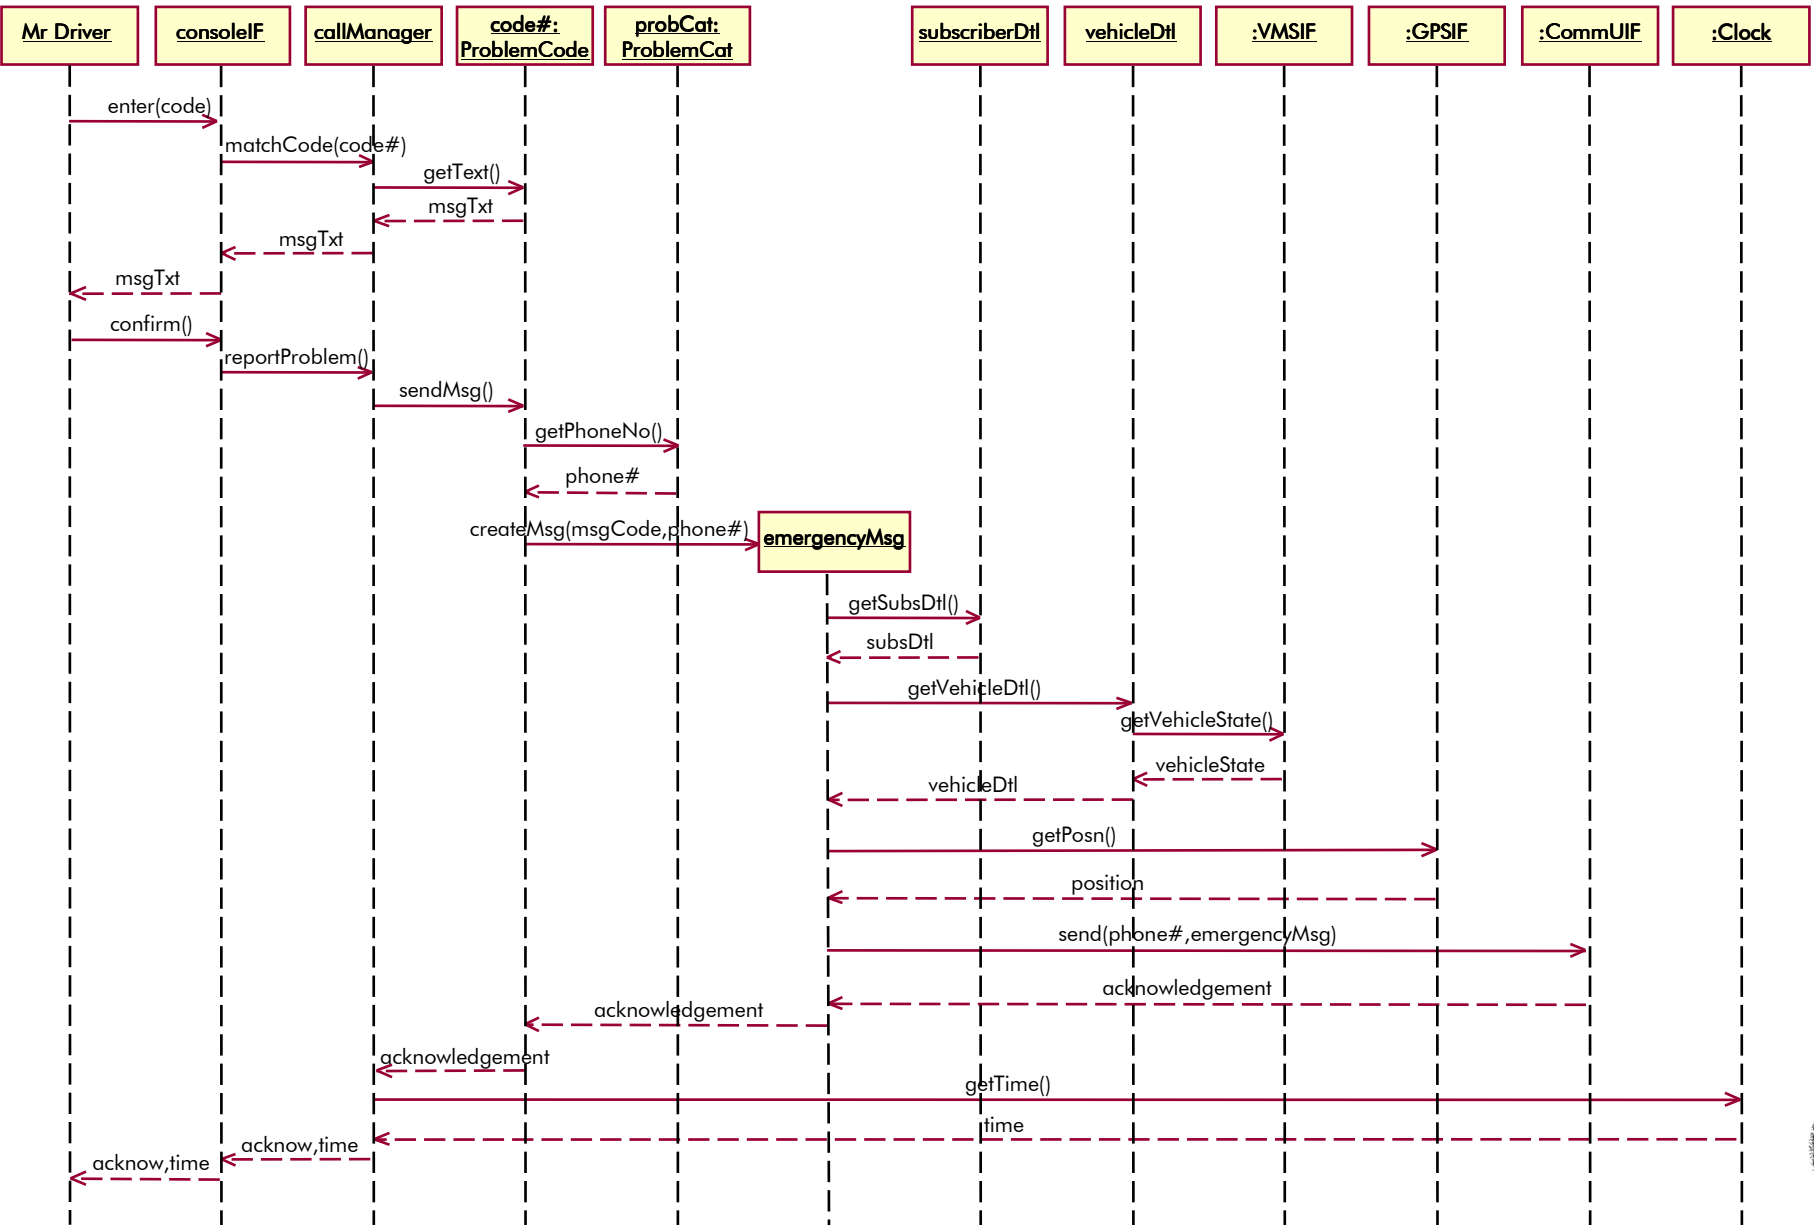 Mr Driver
consoleIF
callManager
code#:
ProblemCode
probCat:
ProblemCat
subscriberDtl
vehicleDtl
:VMSIF
:GPSIF
:CommUIF
:Clock
enter(code)
matchCode(code#)
getText()
msgTxt
msgTxt
msgTxt
confirm()
reportProblem()
sendMsg()
getPhoneNo()
phone#
createMsg(msgCode,phone#)
emergencyMsg
getSubsDtl()
subsDtl
getVehicleDtl()
getVehicleState()
vehicleState
vehicleDtl
getPosn()
position
send(phone#,emergencyMsg)
acknowledgement
acknowledgement
acknowledgement
getTime()
time
acknow,time
acknow,time